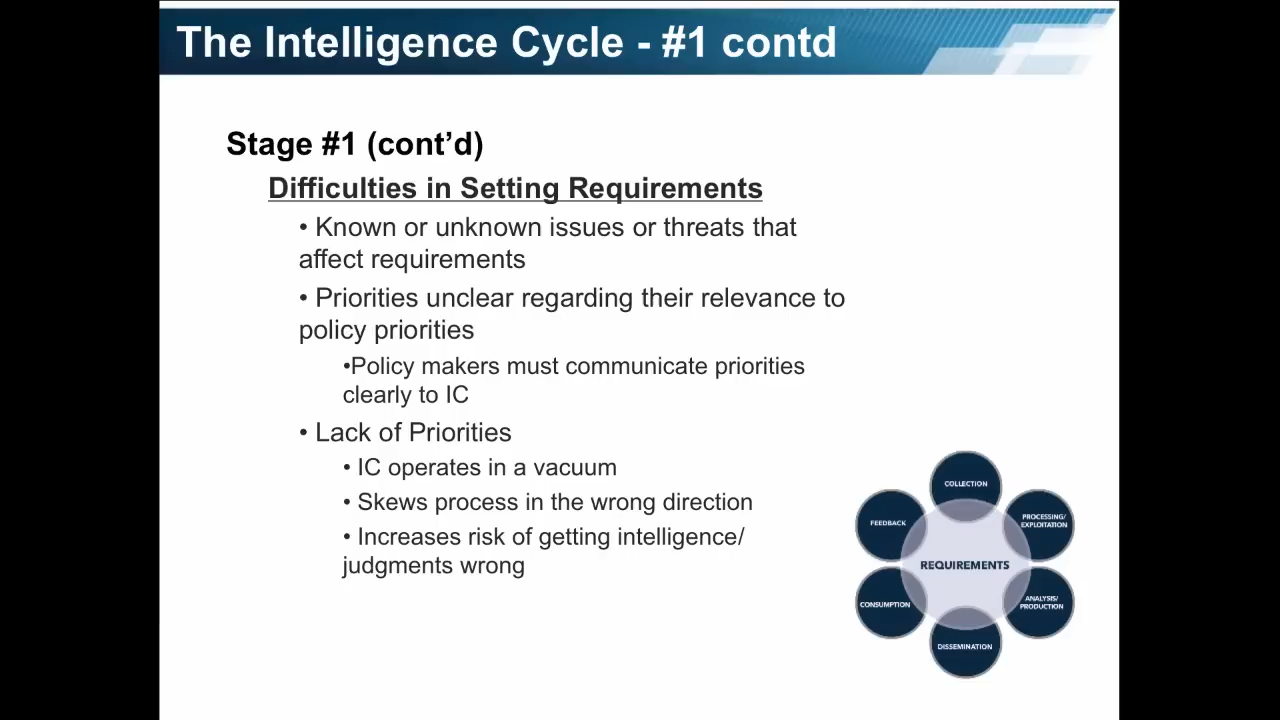 The Intelligence Cycle - #1 contd
Stage #1 (cont’d)
Difficulties in Setting Requirements
• Known or unknown issues or threats that
affect requirements
• Priorities unclear regarding their relevance to
policy priorities
•Policy makers must communicate priorities
clearly to IC
• Lack of Priorities
• IC operates in a vacuum
• Skews process in the wrong direction
• Increases risk of getting intelligence/
judgments wrong
COLLECTION
FEEDBACK
PROCESSING/
EXPLOITATION
REQUIREMENTS
CONSUMPTION
ANALYSIS/
PRODUCTION
DISSEMINATION